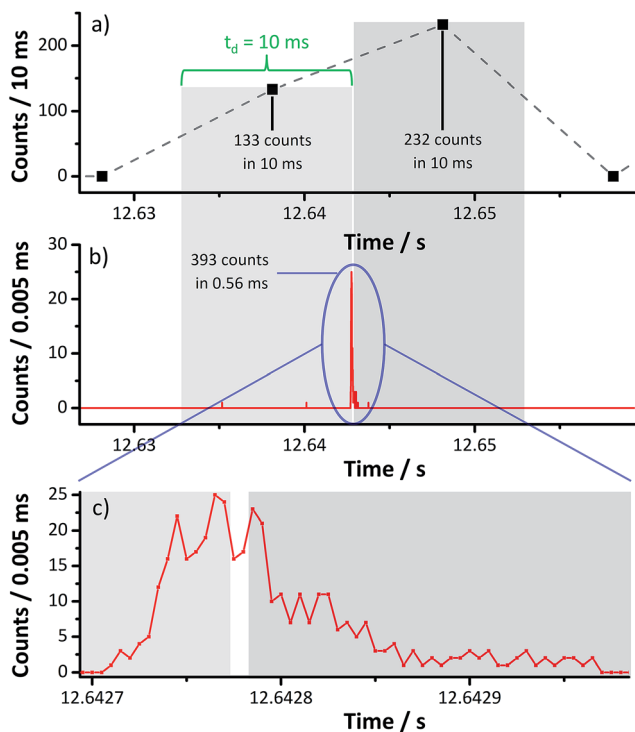 a)
t_d = 10 ms
Counts / 10 ms
200
100
0
133 counts
in 10 ms
232 counts
in 10 ms
12.63
12.64
12.65
Time / s
b)
393 counts
in 0.56 ms
Counts / 0.005 ms
30
25
20
15
10
5
0
12.63
12.64
12.65
Time / s
c)
Counts / 0.005 ms
25
20
15
10
5
0
12.6427
12.6428
12.6429
Time / s